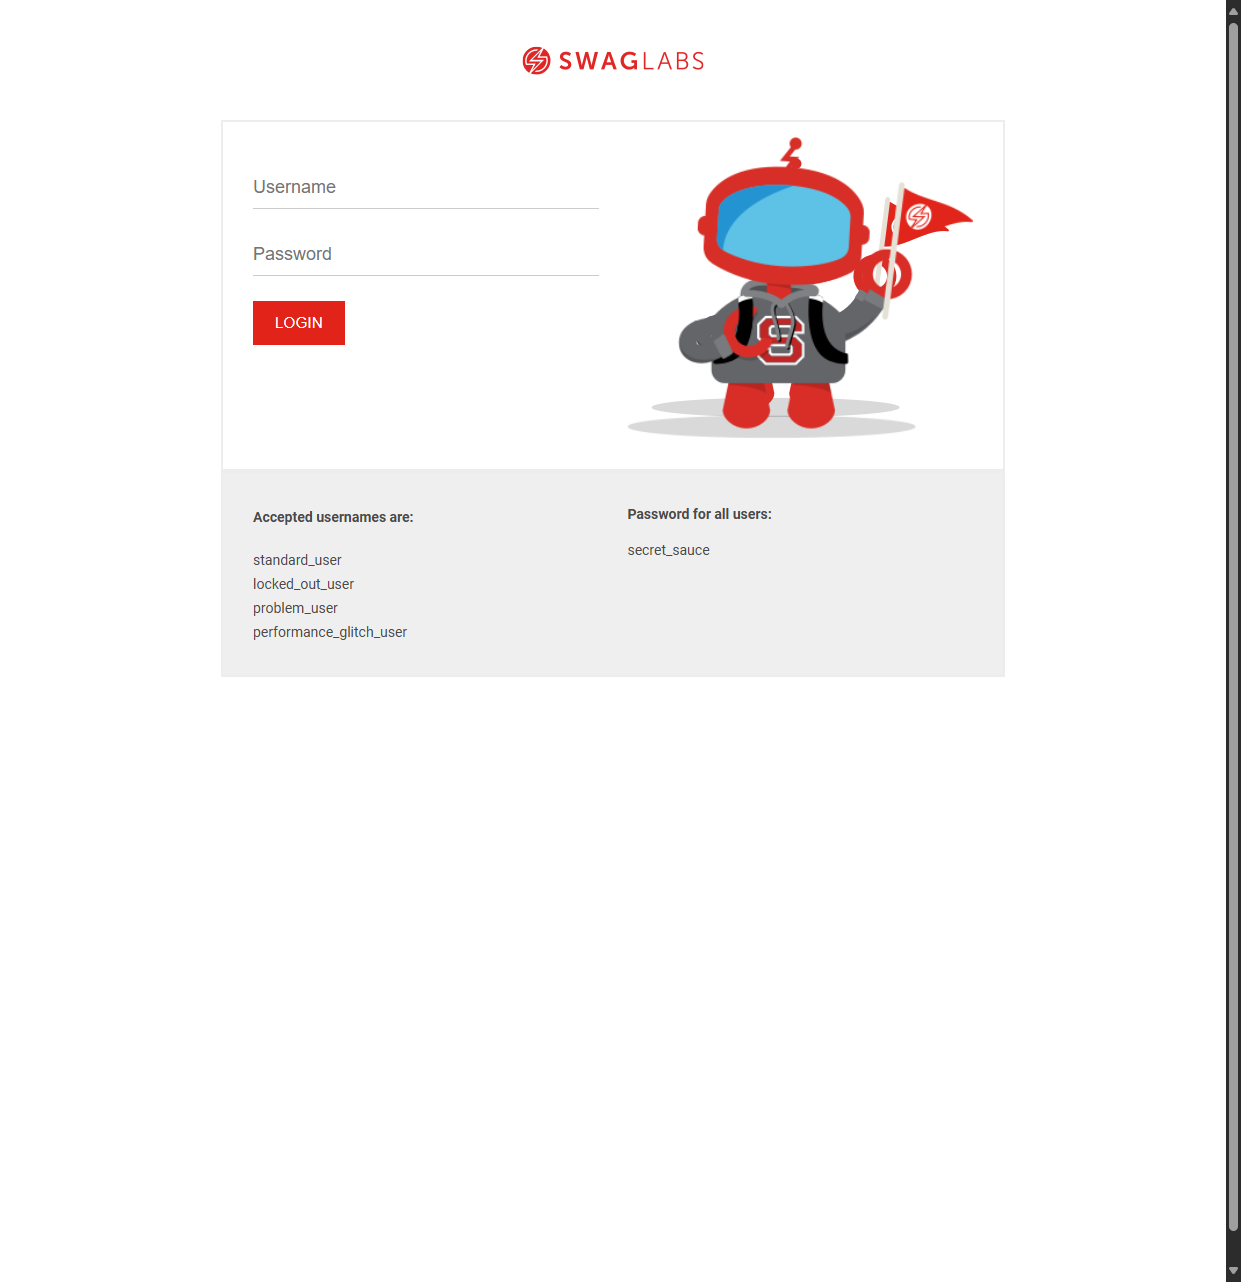 SWAGLABS
Username
Password
LOGIN
Accepted usernames are:
standard_user
locked_out_user
problem_user
performance_glitch_user
Password for all users:
secret_sauce